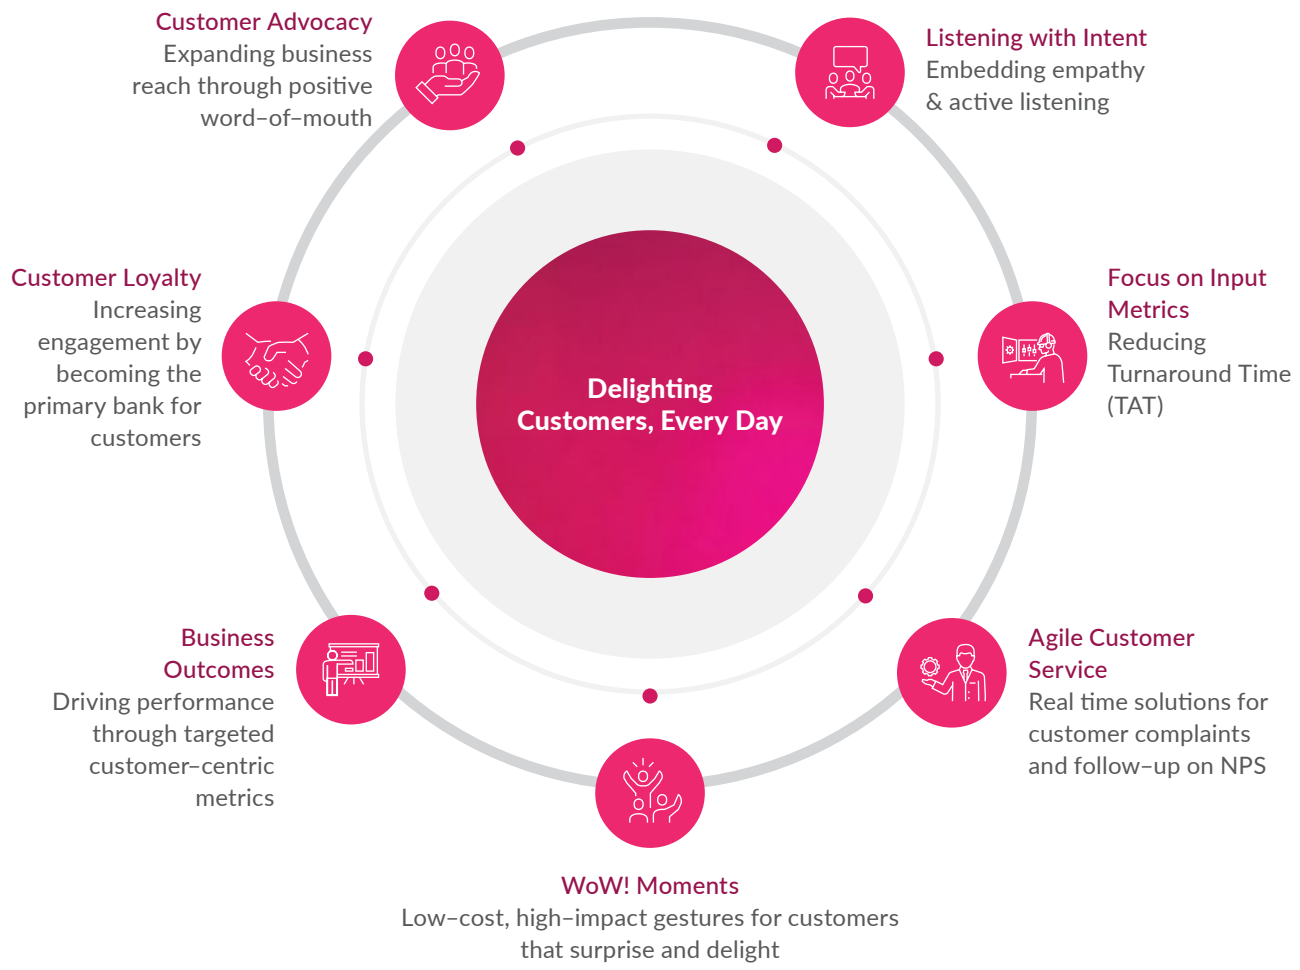 Customer Advocacy
Expanding business
reach through positive
word–of–mouth
Listening with Intent
Embedding empathy
& active listening
Customer Loyalty
Increasing
engagement by
becoming the
primary bank for
customers
Focus on Input
Metrics
Reducing
Turnaround Time
(TAT)
Delighting
Customers, Every Day
Business
Outcomes
Driving performance
through targeted
customer–centric
metrics
Agile Customer
Service
Real time solutions for
customer complaints
and follow–up on NPS
WoW! Moments
Low–cost, high–impact gestures for customers
that surprise and delight